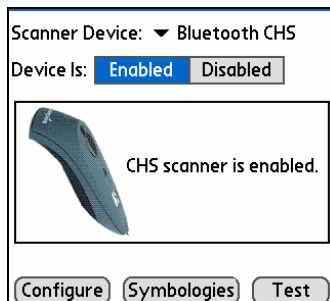 Scanner Device: Bluetooth CHS
Device Is: Enabled Disabled
CHS scanner is enabled.
Configure Symbologies Test